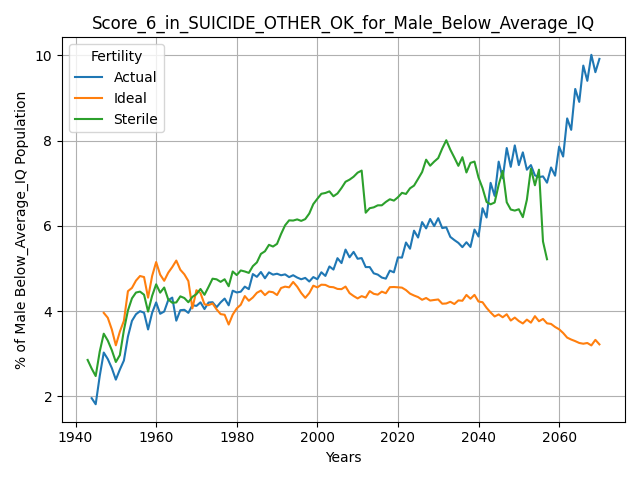 Score_6_in_SUICIDE_OTHER_OK_for_Male_Below_Average_IQ
Fertility
Actual
Ideal
Sterile
% of Male Below_Average_IQ Population
10
8
6
4
2
1940 1960 1980 2000 2020 2040 2060
Years